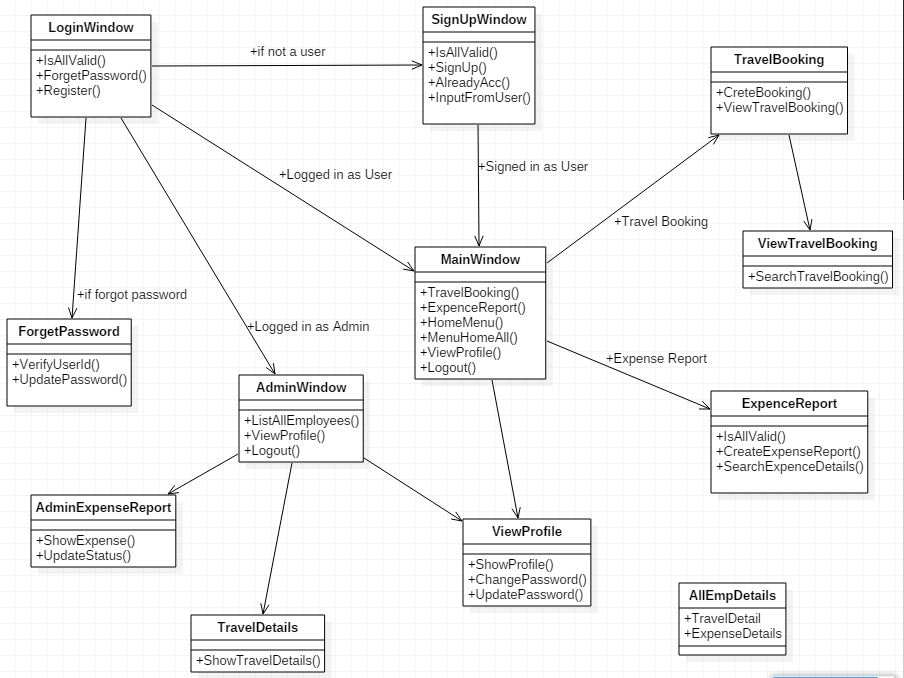 LoginWindow
+IsAllValid()
+ForgetPassword()
+Register()
+if not a user
SignUpWindow
+IsAllValid()
+SignUp()
+AlreadyAcc()
+InputFromUser()
TravelBooking
+CreteBooking()
+ViewTravelBooking()
+Logged in as User
+Signed in as User
+Travel Booking
ViewTravelBooking
+SearchTravelBooking()
MainWindow
+TravelBooking()
+ExpenceReport()
+HomeMenu()
+MenuHomeAll()
+ViewProfile()
+Logout()
+if forgot password
+Logged in as Admin
ForgetPassword
+VerifyUserId()
+UpdatePassword()
+Expense Report
AdminWindow
+ListAllEmployees()
+ViewProfile()
+Logout()
ExpenceReport
+IsAllValid()
+CreateExpenseReport()
+SearchExpenceDetails()
AdminExpenseReport
+ShowExpense()
+UpdateStatus()
ViewProfile
+ShowProfile()
+ChangePassword()
+UpdatePassword()
TravelDetails
+ShowTravelDetails()
AllEmpDetails
+TravelDetail
+ExpenseDetails